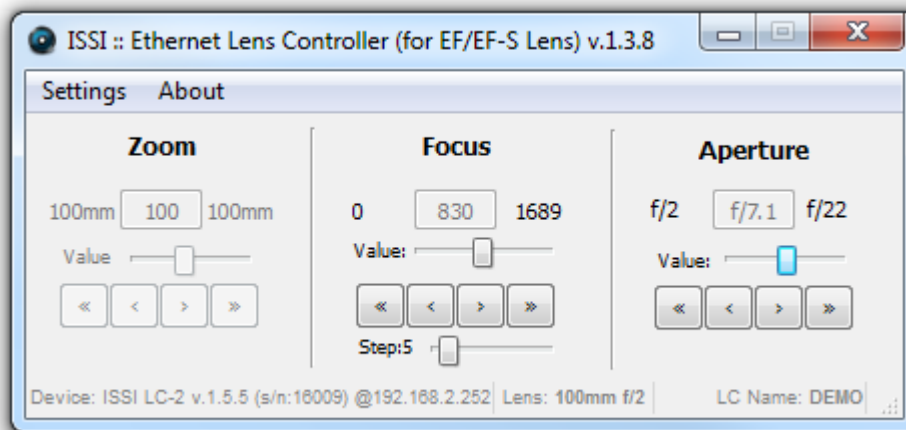 ISSI :: Ethernet Lens Controller (for EF/EF-S Lens) v.1.3.8
Settings About
Zoom
100mm 100 100mm
Value
« < > »
Focus
0 830 1689
Value:
« < > »
Step:5
Aperture
f/2 f/7.1 f/22
Value:
« < > »
Device: ISSI LC-2 v.1.5.5 (s/n:16009) @192.168.2.252 Lens: 100mm f/2 LC Name: DEMO